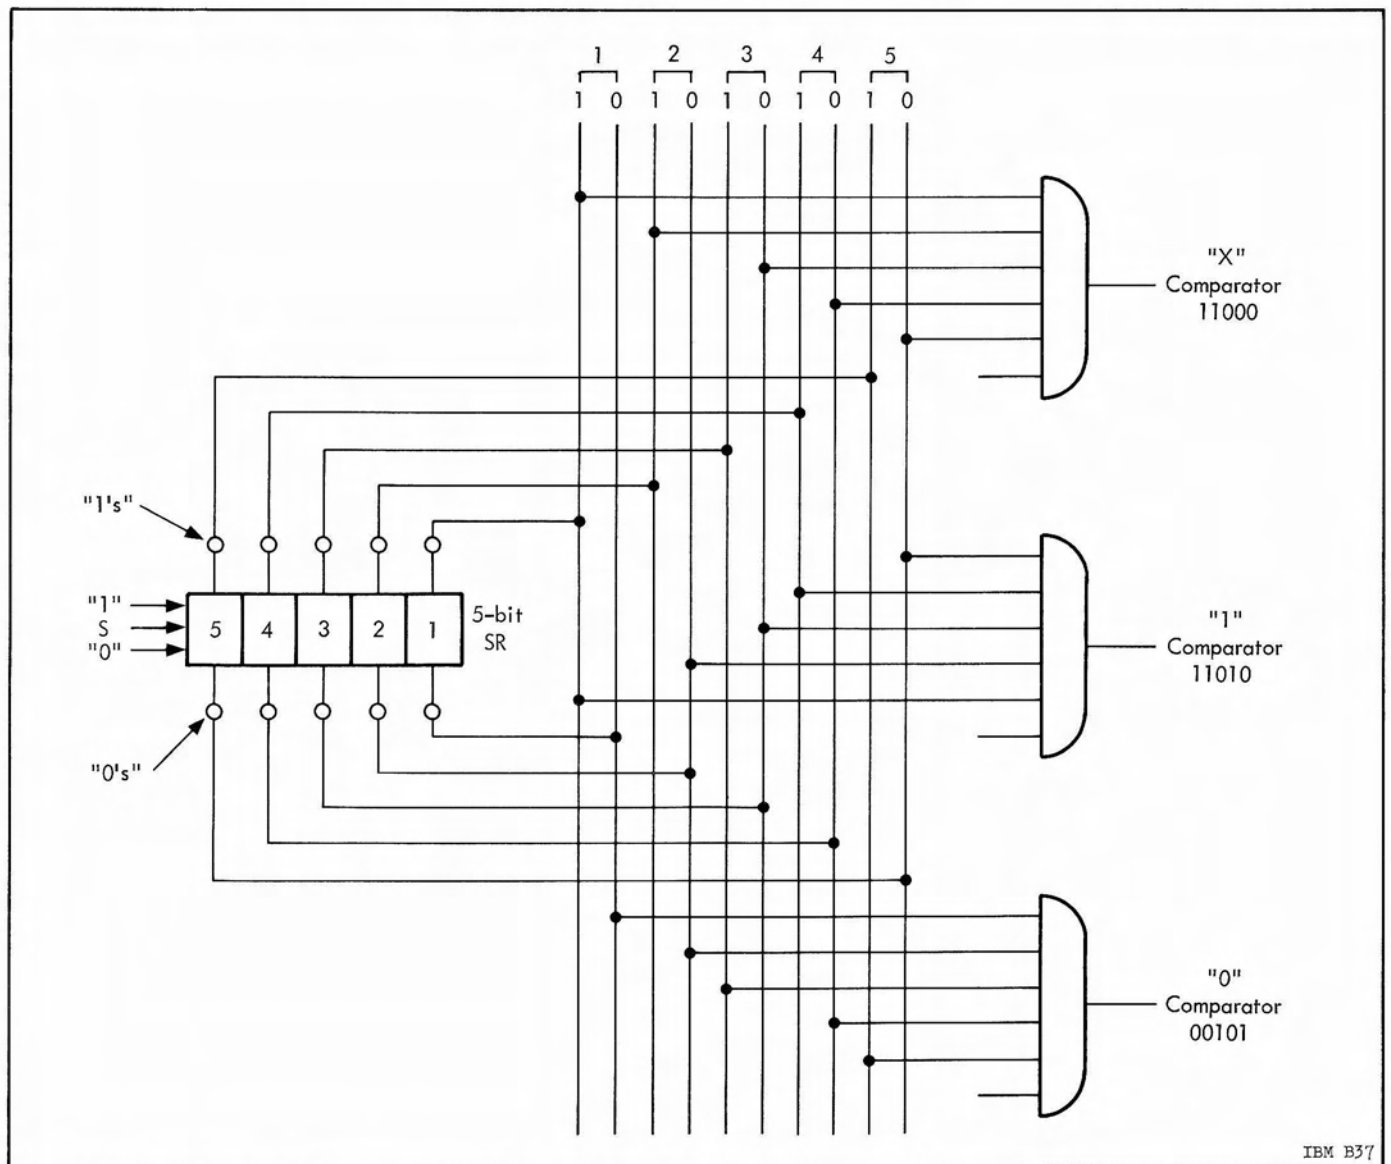 1 2 3 4 5
1 0 1 0 1 0 1 0 1 0
"X"
Comparator
11000
"1's"
"1"
S
"0"
5 4 3 2 1
5-bit
SR
"0's"
"1"
Comparator
11010
"0"
Comparator
00101
IBM B37